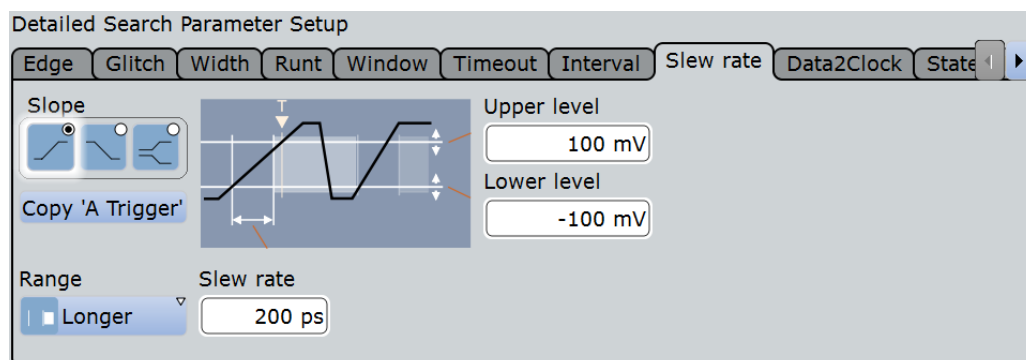 Detailed Search Parameter Setup
Edge Glitch Width Runt Window Timeout Interval Slew rate Data2Clock State
Slope
T
Upper level
100 mV
Lower level
Copy 'A Trigger'
-100 mV
Range Slew rate
Longer 200 ps